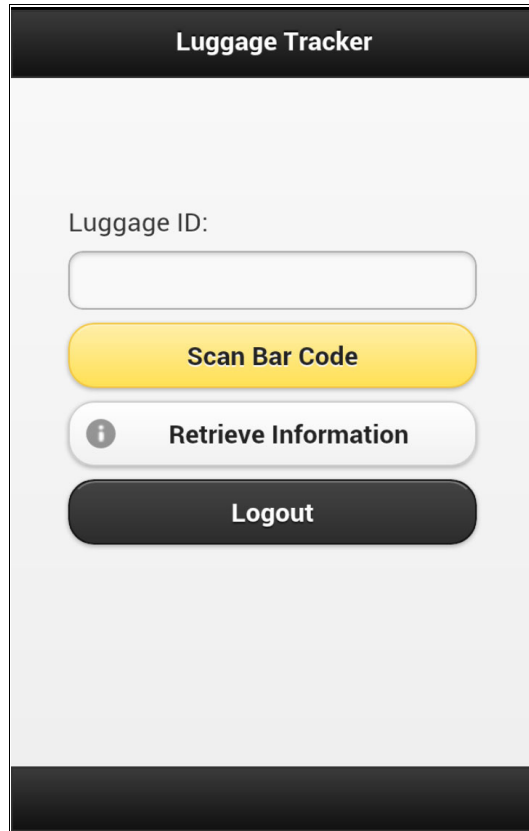 Luggage Tracker
Luggage ID:
Scan Bar Code
Retrieve Information
Logout